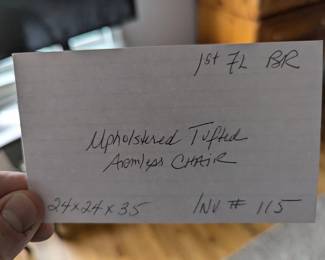 1st FL BR
Upholstered Tufted
Armless CHAIR
24x24x35
INV # 115